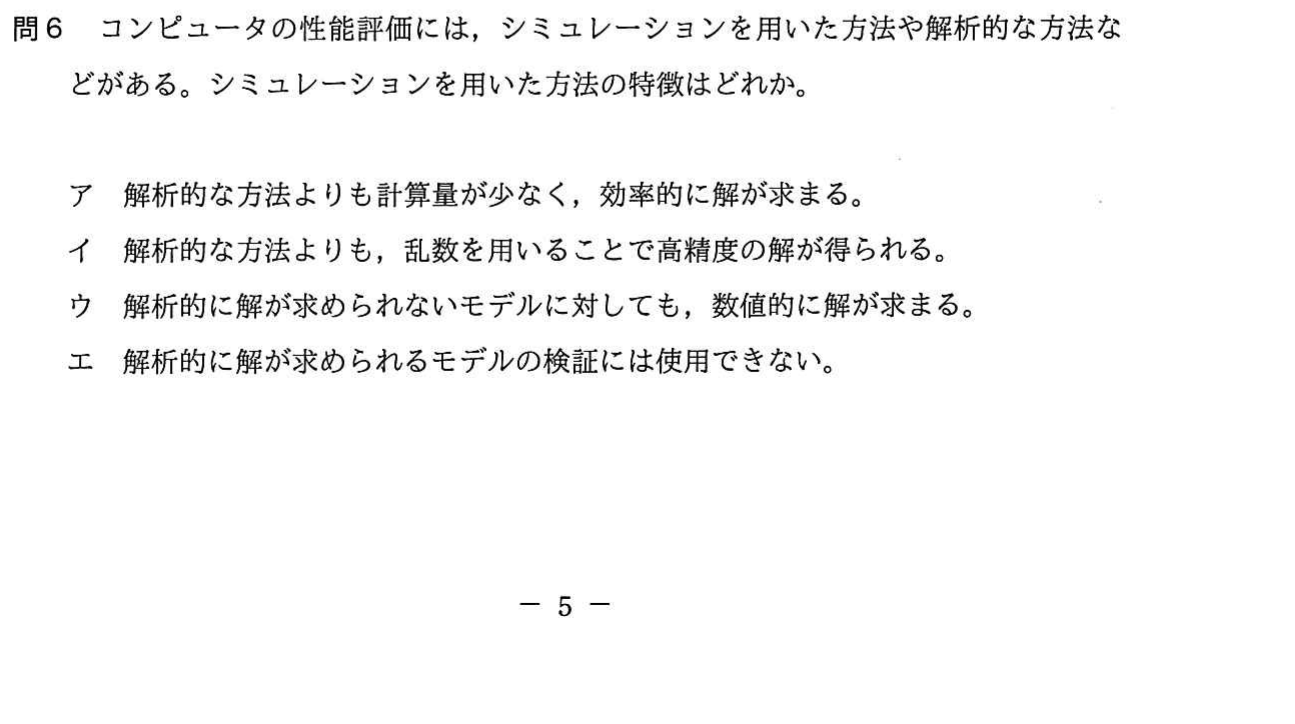 問6 コンピュータの性能評価には，シミュレーションを用いた方法や解析的な方法な
どがある。シミュレーションを用いた方法の特徴はどれか。
ア 解析的な方法よりも計算量が少なく，効率的に解が求まる。
イ 解析的な方法よりも，乱数を用いることで高精度の解が得られる。
ウ 解析的に解が求められないモデルに対しても，数値的に解が求まる。
エ 解析的に解が求められるモデルの検証には使用できない。
－ 5 －